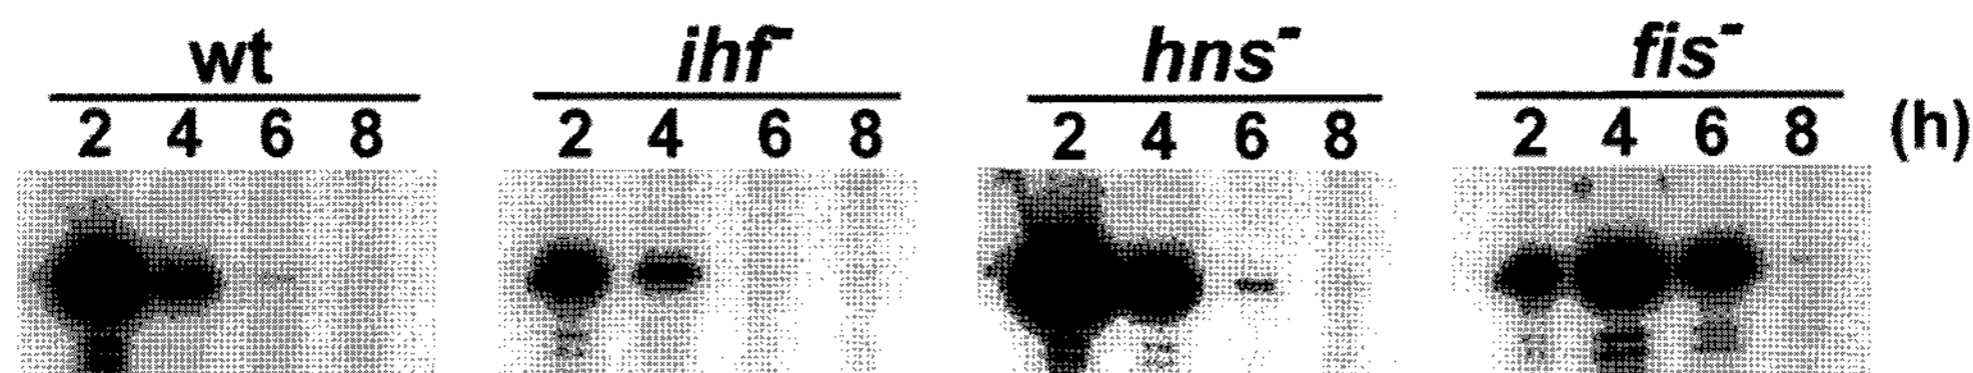 wt ihf⁻ hns⁻ fis⁻
2 4 6 8 2 4 6 8 2 4 6 8 2 4 6 8 (h)